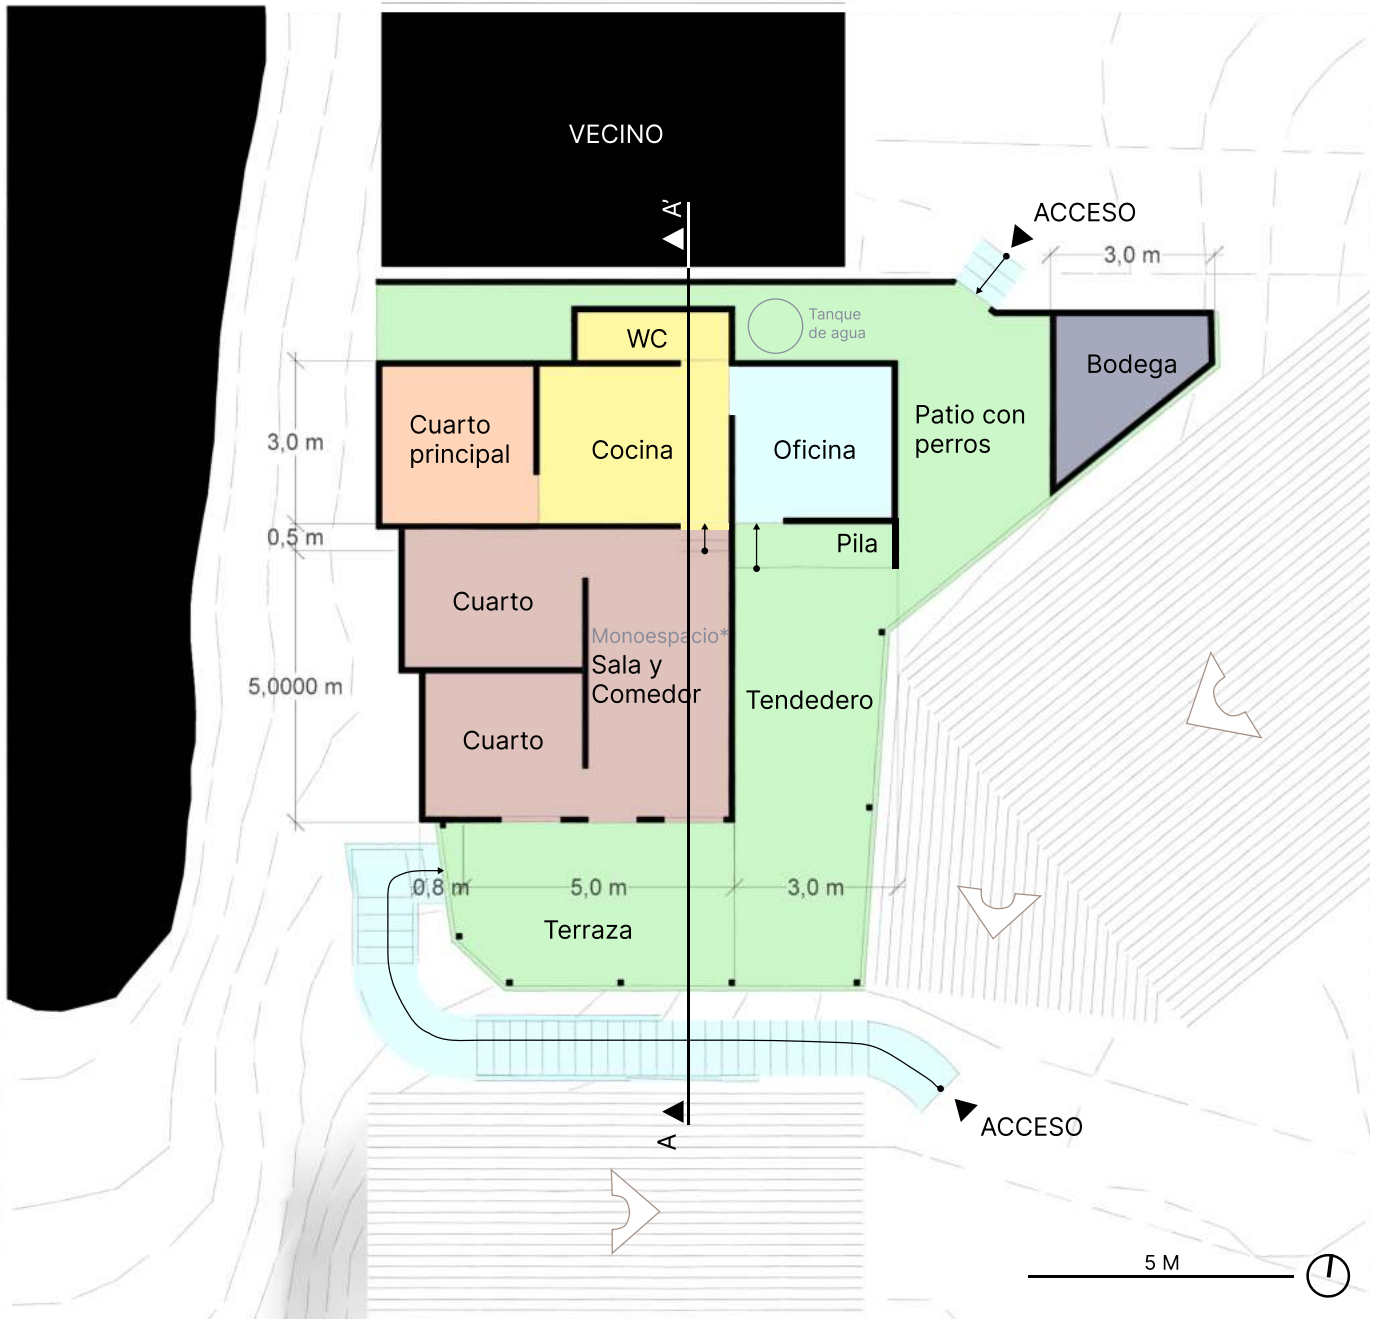 VECINO
A'
ACCESO
3,0 m
Tanque
de agua
WC
Bodega
Cuarto
principal
Cocina
Oficina
Patio con
perros
3,0 m
0,5 m
Pila
Cuarto
Monoespacio*
Sala y
Comedor
5,0000 m
Tendedero
Cuarto
0,8 m
5,0 m
3,0 m
Terraza
ACCESO
A
5 M